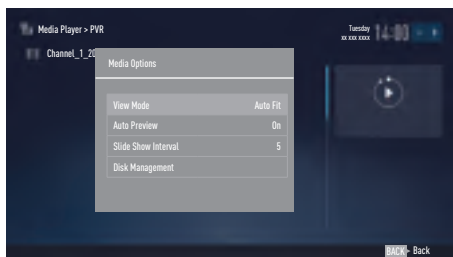 Media Player > PVR
Tuesday
xx xxx xxxx
14:00
Channel_1_20
Media Options
View Mode Auto Fit
Auto Preview On
Slide Show Interval 5
Disk Management
BACK Back